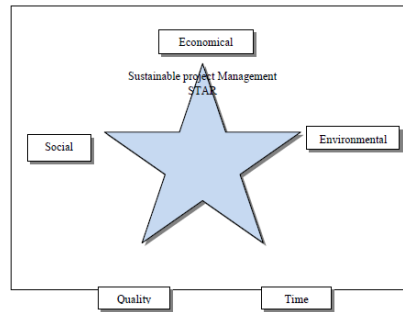 Economical
Sustainable project Management
STAR
Social
Environmental
Quality
Time